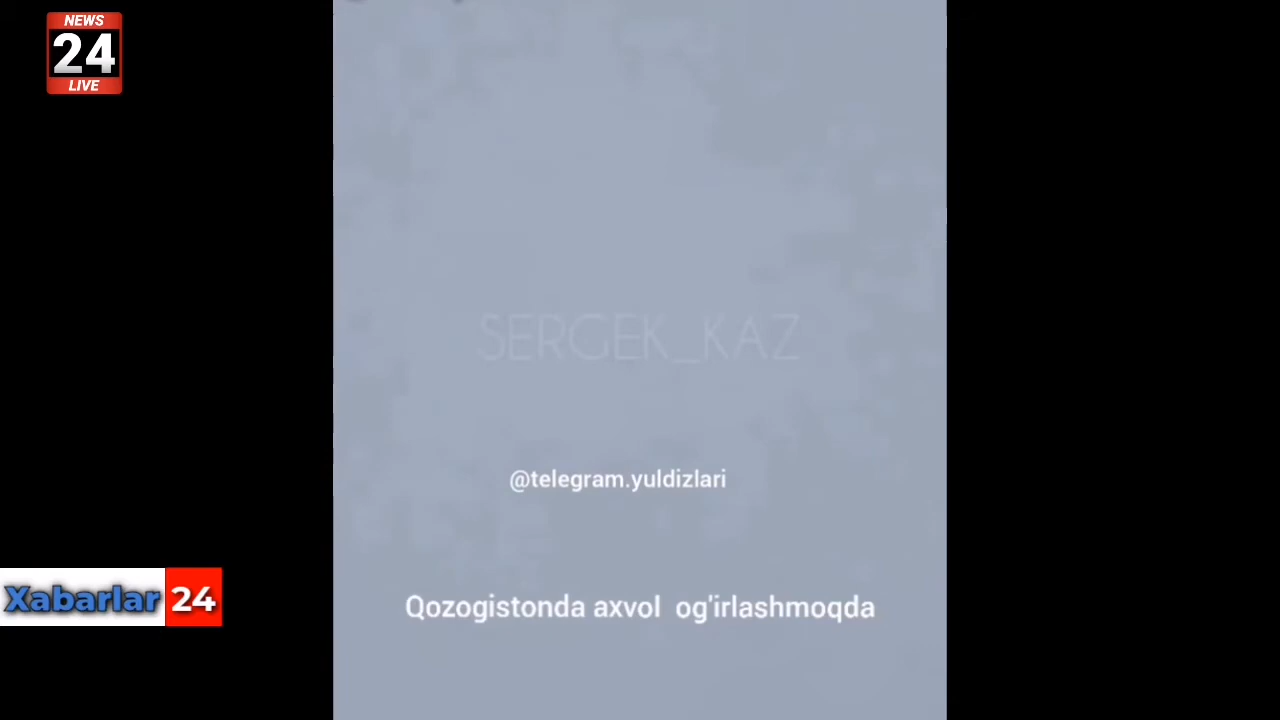 NEWS
24
LIVE
SERGEK_KAZ
@telegram.yuldizlari
Xabarlar 24
Qozogistonda axvol og'irlashmoqda